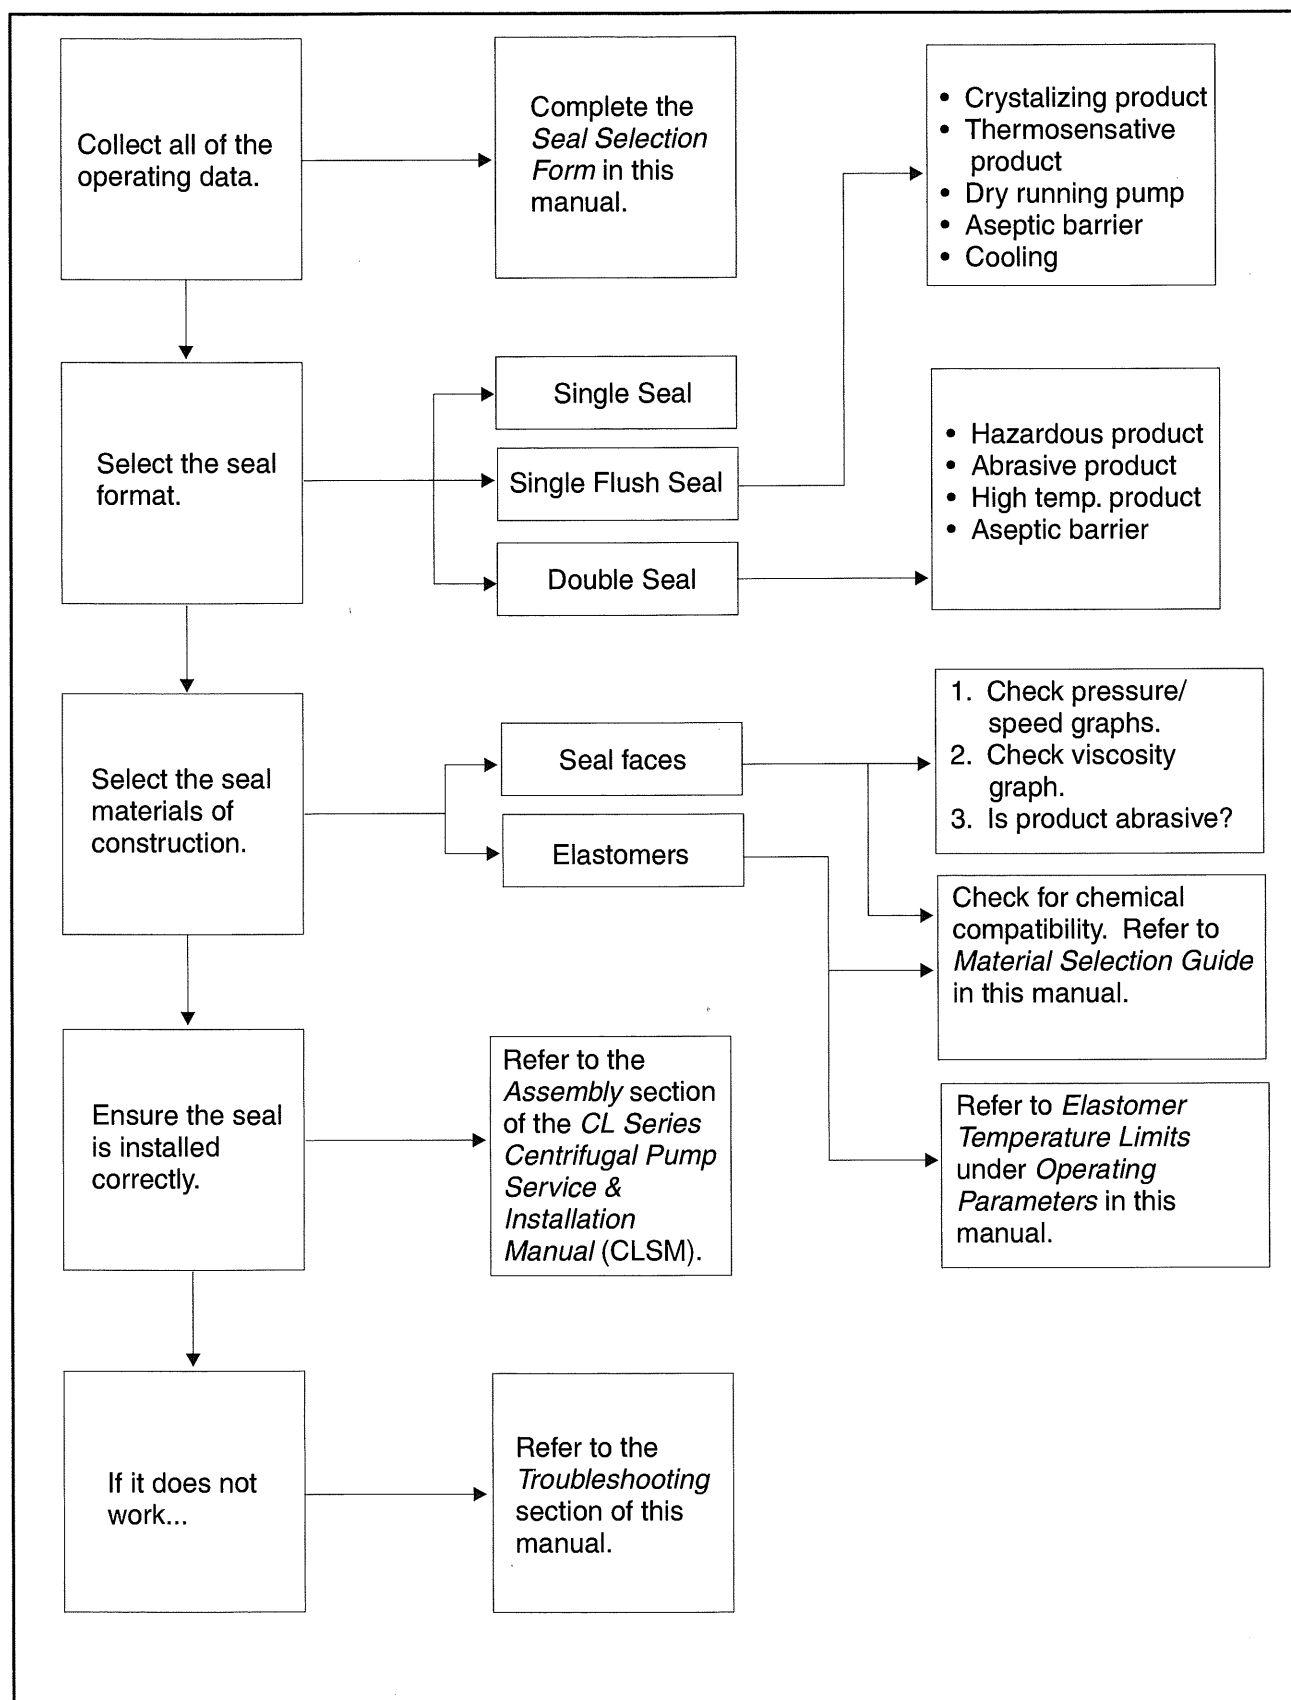 Collect all of the
operating data.
Complete the
Seal Selection
Form in this
manual.
• Crystalizing product
• Thermosensative
product
• Dry running pump
• Aseptic barrier
• Cooling
Select the seal
format.
Single Seal
Single Flush Seal
Double Seal
• Hazardous product
• Abrasive product
• High temp. product
• Aseptic barrier
Select the seal
materials of
construction.
Seal faces
Elastomers
1. Check pressure/
speed graphs.
2. Check viscosity
graph.
3. Is product abrasive?
Check for chemical
compatibility. Refer to
Material Selection Guide
in this manual.
Refer to Elastomer
Temperature Limits
under Operating
Parameters in this
manual.
Ensure the seal
is installed
correctly.
Refer to the
Assembly section
of the CL Series
Centrifugal Pump
Service &
Installation
Manual (CLSM).
If it does not
work...
Refer to the
Troubleshooting
section of this
manual.